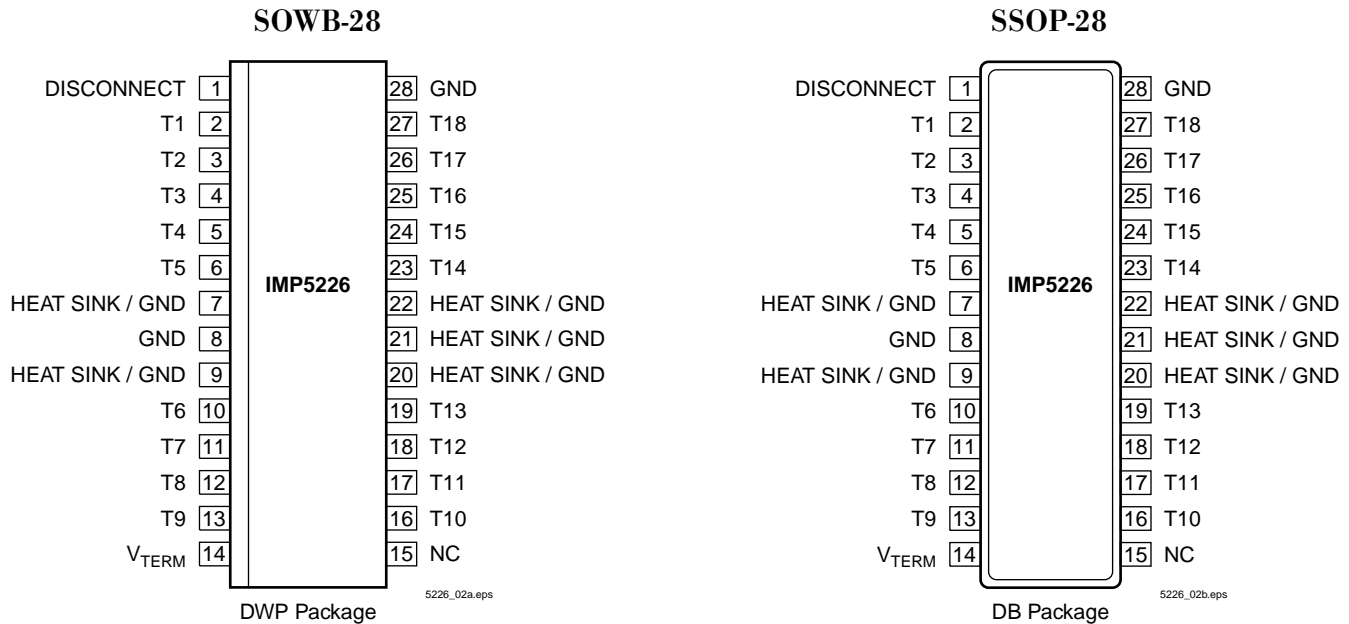 SOWB-28
DISCONNECT 1 28 GND
T1 2 27 T18
T2 3 26 T17
T3 4 25 T16
T4 5 24 T15
T5 6 23 T14
IMP5226
HEAT SINK / GND 7 22 HEAT SINK / GND
GND 8 21 HEAT SINK / GND
HEAT SINK / GND 9 20 HEAT SINK / GND
T6 10 19 T13
T7 11 18 T12
T8 12 17 T11
T9 13 16 T10
VTERM 14 15 NC
5226_02a.eps
DWP Package
SSOP-28
DISCONNECT 1 28 GND
T1 2 27 T18
T2 3 26 T17
T3 4 25 T16
T4 5 24 T15
T5 6 23 T14
IMP5226
HEAT SINK / GND 7 22 HEAT SINK / GND
GND 8 21 HEAT SINK / GND
HEAT SINK / GND 9 20 HEAT SINK / GND
T6 10 19 T13
T7 11 18 T12
T8 12 17 T11
T9 13 16 T10
VTERM 14 15 NC
5226_02b.eps
DB Package